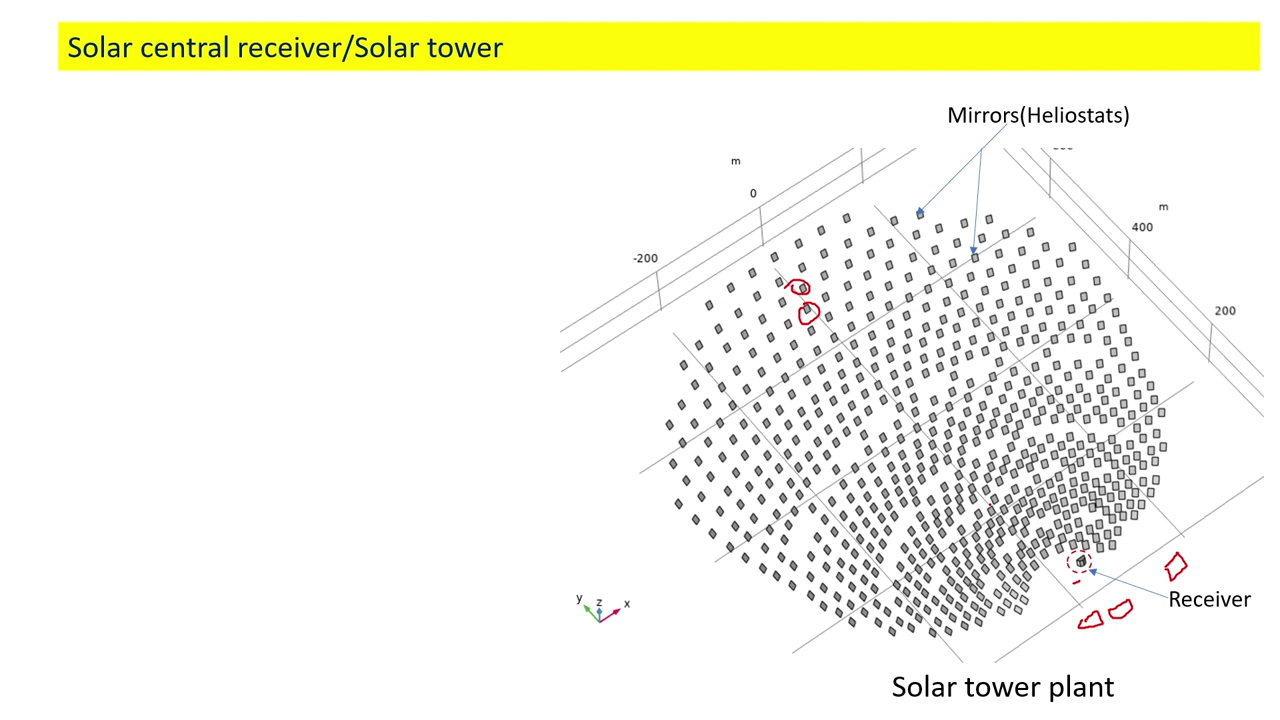 Solar central receiver/Solar tower
Mirrors(Heliostats)
m
0
-200
m
400
200
y
z
x
Receiver
Solar tower plant